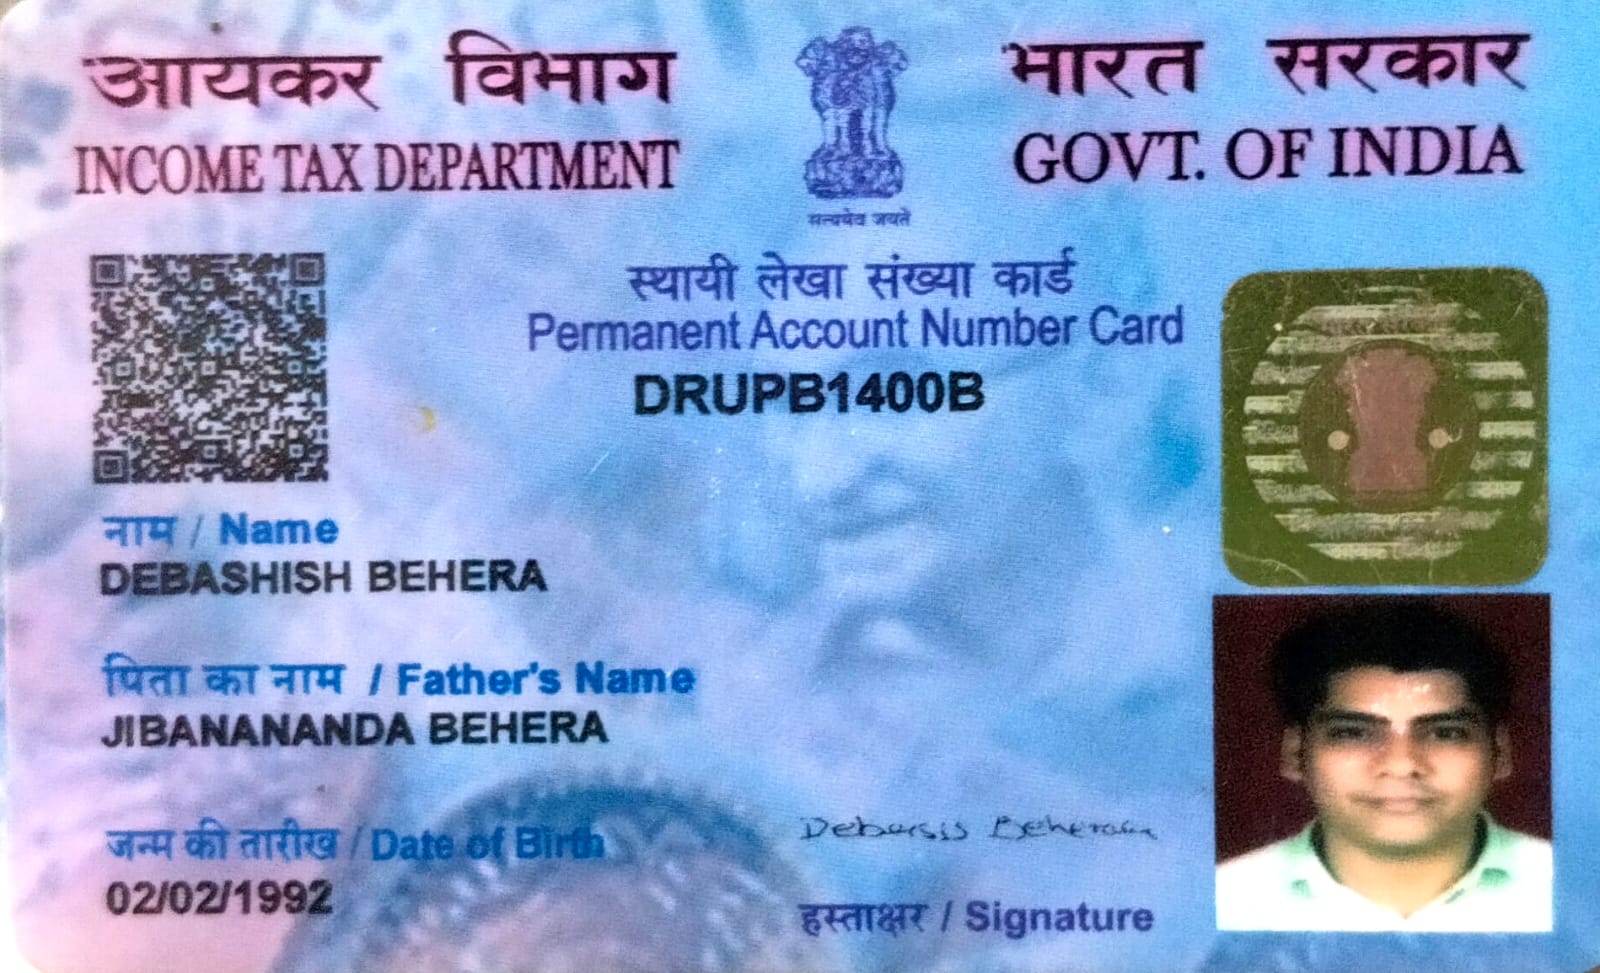 आयकर विभाग
INCOME TAX DEPARTMENT
भारत सरकार
GOVT. OF INDIA
सत्यमेव जयते
स्थायी लेखा संख्या कार्ड
Permanent Account Number Card
DRUPB1400B
नाम / Name
DEBASHISH BEHERA
पिता का नाम / Father's Name
JIBANANANDA BEHERA
जन्म की तारीख / Date of Birth
02/02/1992
हस्ताक्षर / Signature